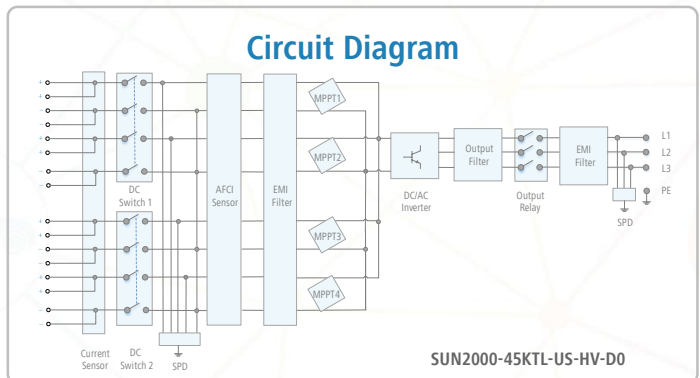 Circuit Diagram
+
+
−
−
+
+
−
−
+
+
−
−
+
+
−
−
DC
Switch 1
DC
Switch 2
Current
Sensor
SPD
AFCI
Sensor
EMI
Filter
MPPT1
MPPT2
MPPT3
MPPT4
DC/AC
Inverter
Output
Filter
Output
Relay
EMI
Filter
SPD
L1
L2
L3
PE
SUN2000-45KTL-US-HV-D0